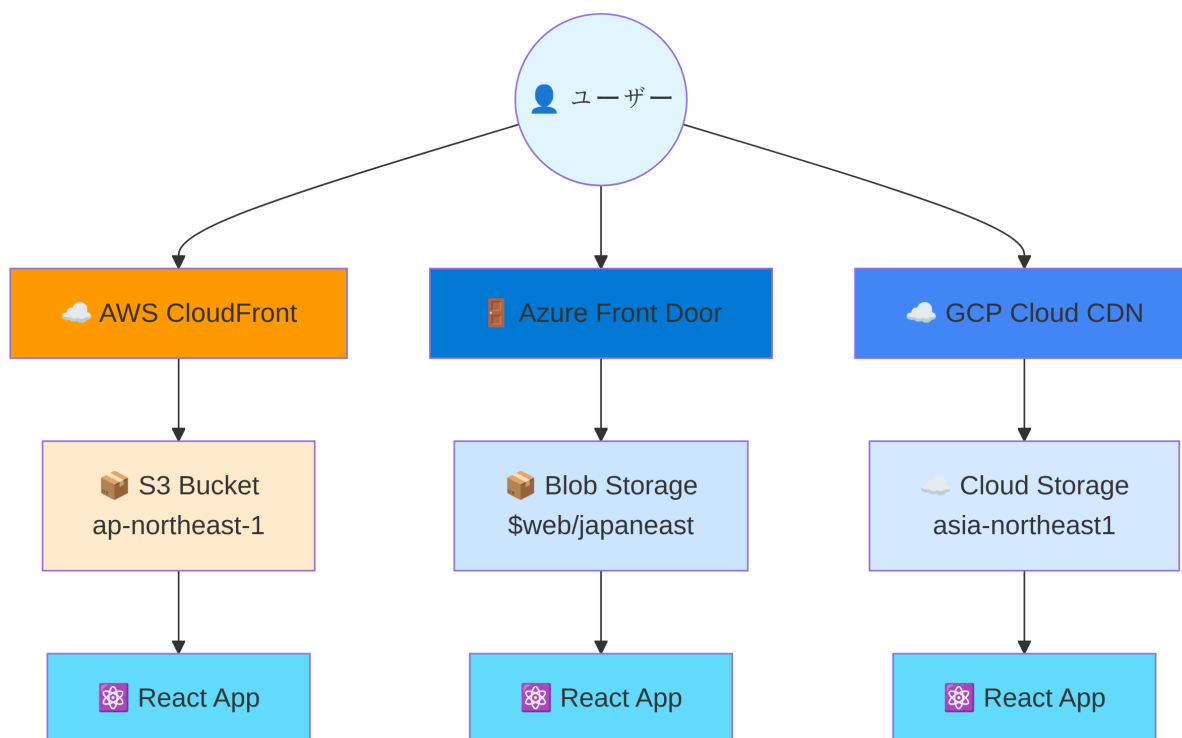 👤 ユーザー
☁️ AWS CloudFront
🚪 Azure Front Door
☁️ GCP Cloud CDN
📦 S3 Bucket
ap-northeast-1
📦 Blob Storage
$web/japaneast
☁️ Cloud Storage
asia-northeast1
⚛️ React App
⚛️ React App
⚛️ React App